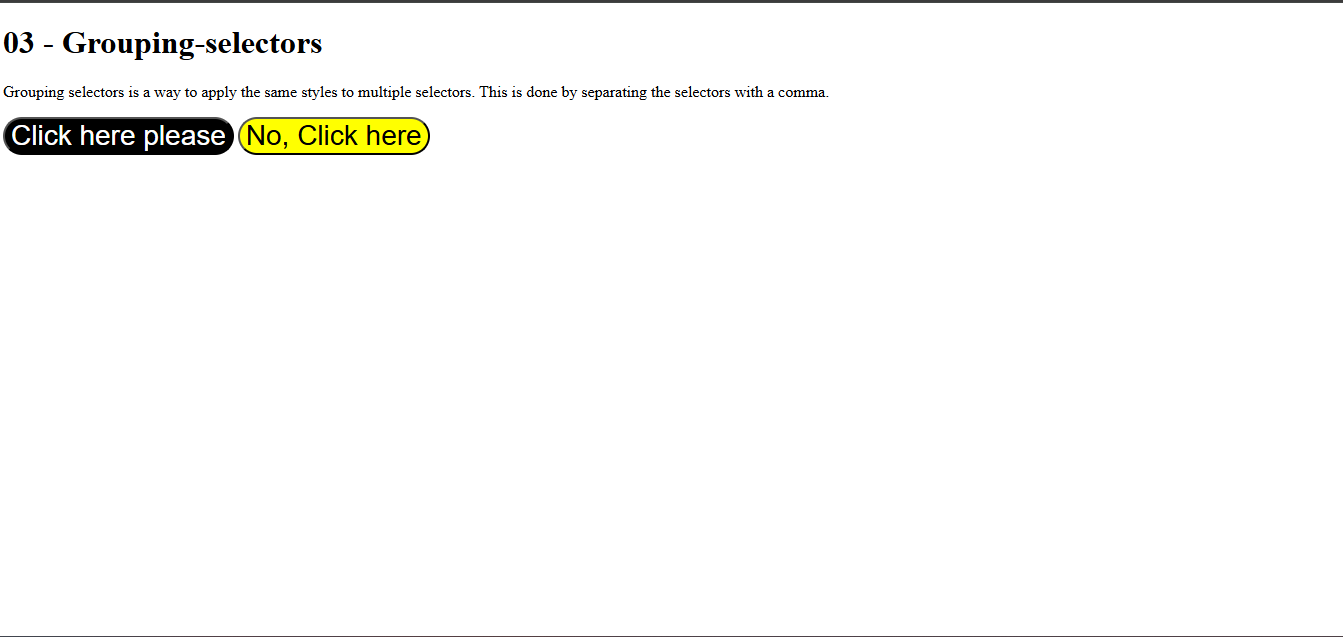 03 - Grouping-selectors
Grouping selectors is a way to apply the same styles to multiple selectors. This is done by separating the selectors with a comma.
Click here please No, Click here